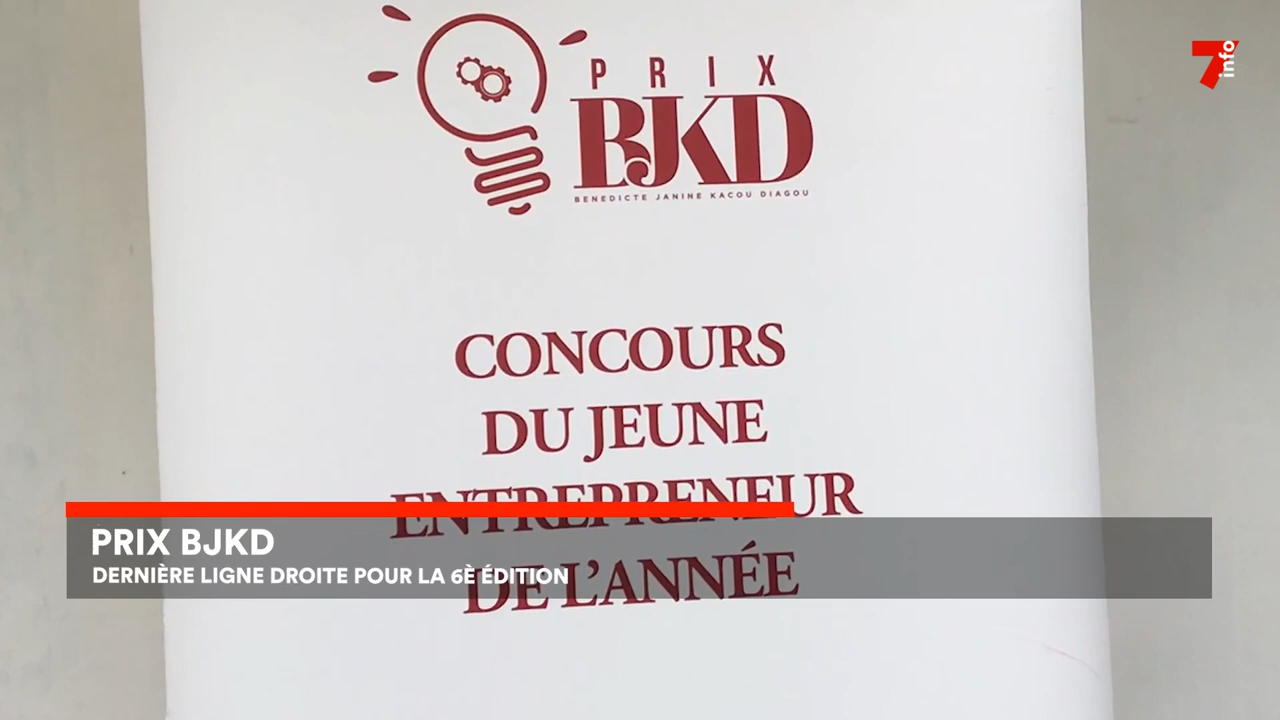 7 info
PRIX
BJKD
BENEDICTE JANINE KACOU DIAGOU
CONCOURS
DU JEUNE
ENTREPRENEUR
DE L'ANNÉE
PRIX BJKD
DERNIÈRE LIGNE DROITE POUR LA 6È ÉDITION